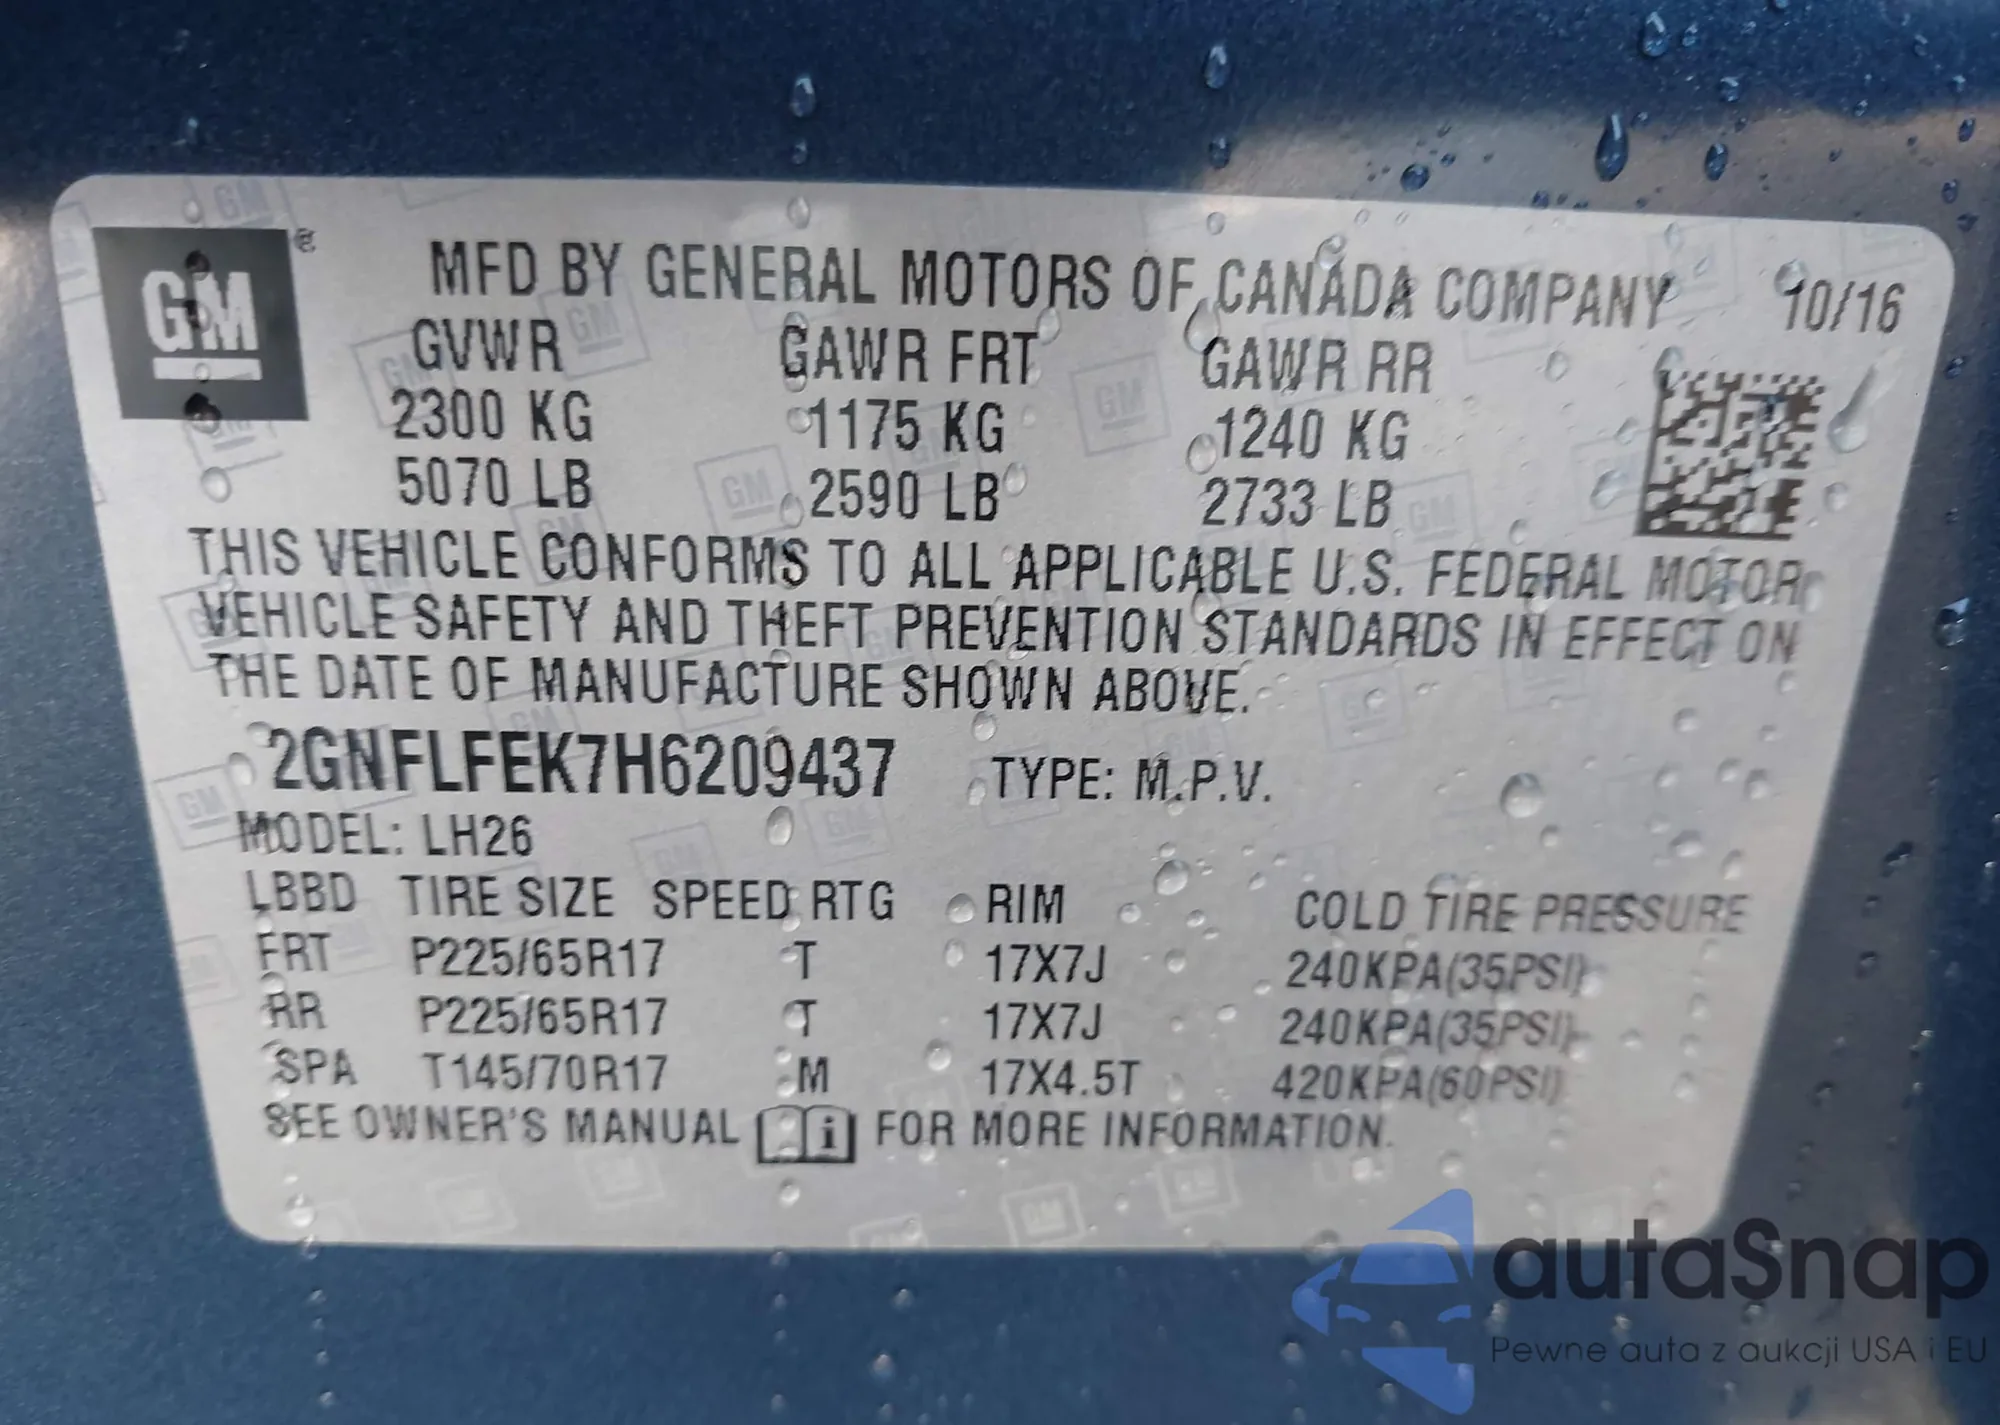 GM ®
MFD BY GENERAL MOTORS OF CANADA COMPANY 10/16
GVWR GAWR FRT GAWR RR
2300 KG 1175 KG 1240 KG
5070 LB 2590 LB 2733 LB
THIS VEHICLE CONFORMS TO ALL APPLICABLE U.S. FEDERAL MOTOR
VEHICLE SAFETY AND THEFT PREVENTION STANDARDS IN EFFECT ON
THE DATE OF MANUFACTURE SHOWN ABOVE.
2GNFLFEK7H6209437 TYPE: M.P.V.
MODEL: LH26
LBBD TIRE SIZE SPEED RTG RIM COLD TIRE PRESSURE
FRT P225/65R17 T 17X7J 240KPA(35PSI)
RR P225/65R17 T 17X7J 240KPA(35PSI)
SPA T145/70R17 M 17X4.5T 420KPA(60PSI)
SEE OWNER'S MANUAL i FOR MORE INFORMATION.
autaSnap
Pewne auta z aukcji USA i EU